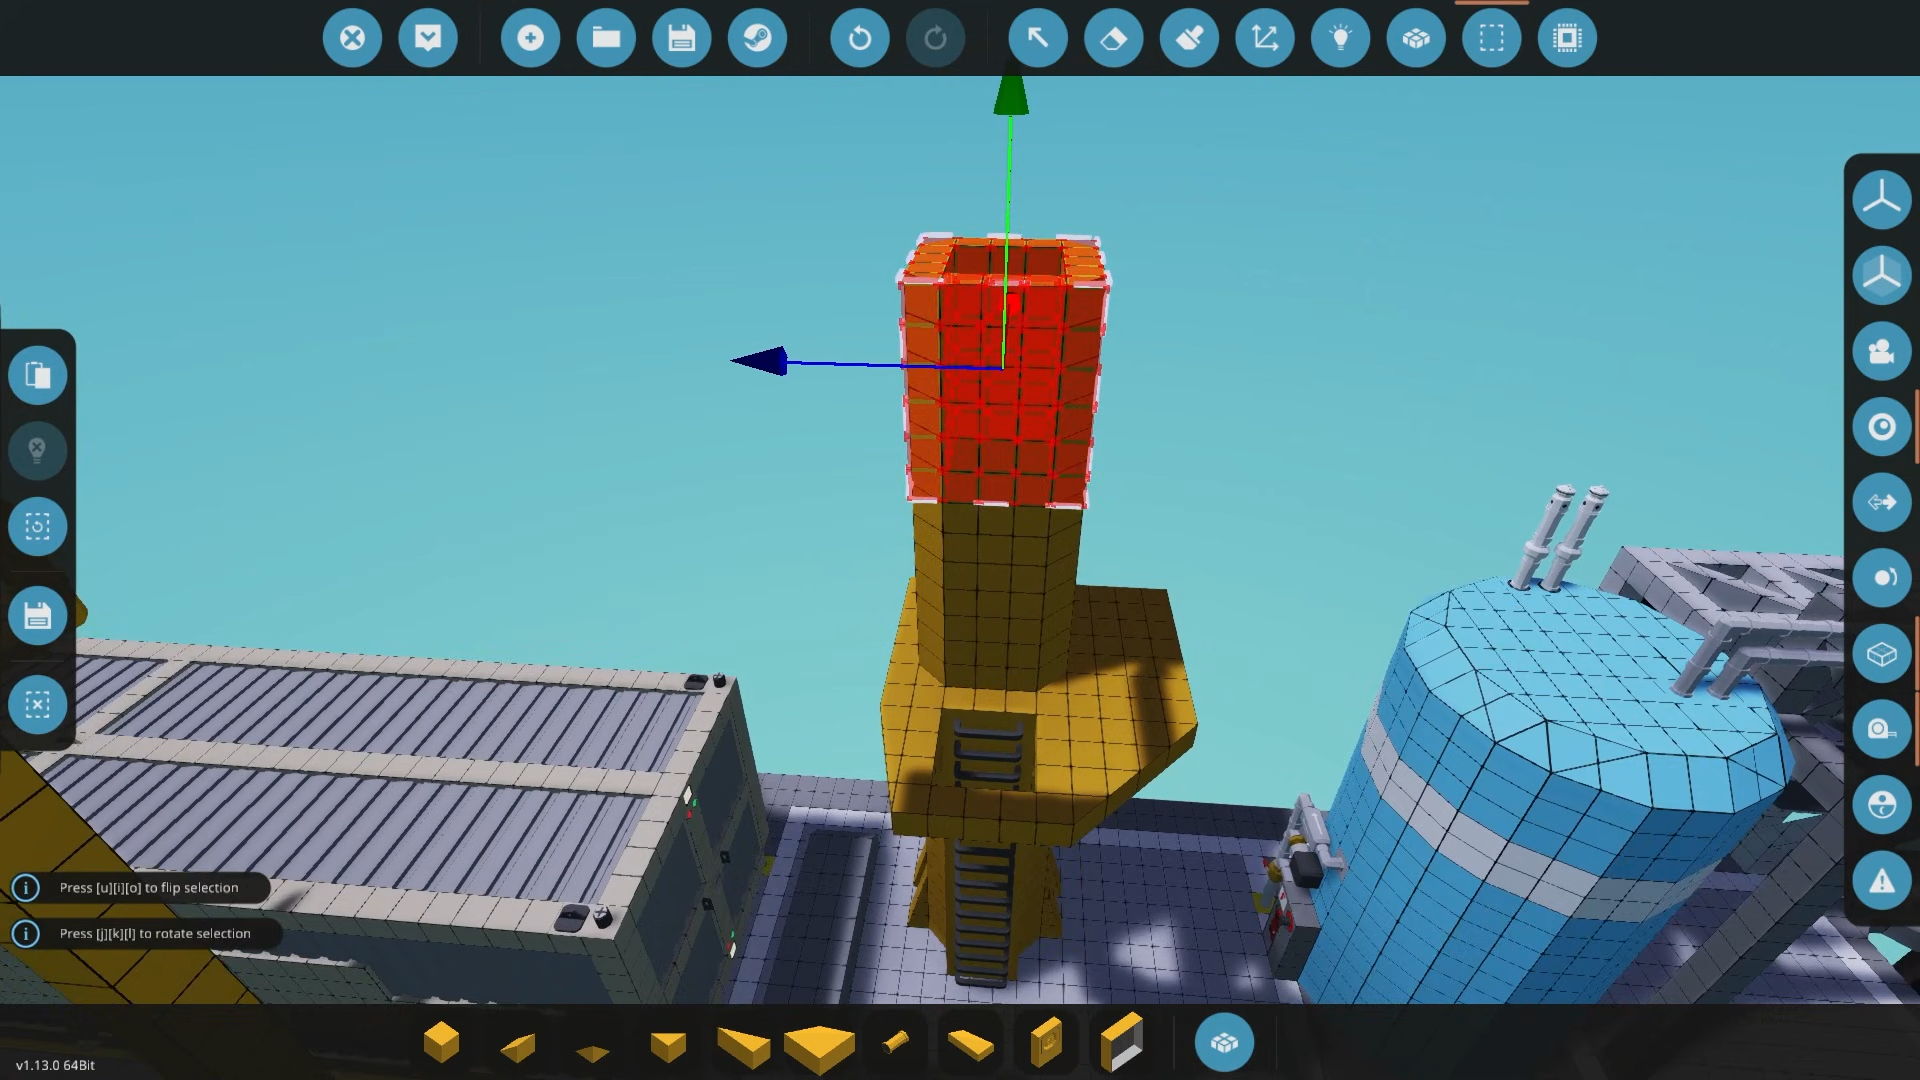 Press [u][i][o] to flip selection
Press [j][k][l] to rotate selection
v1.13.0 64Bit